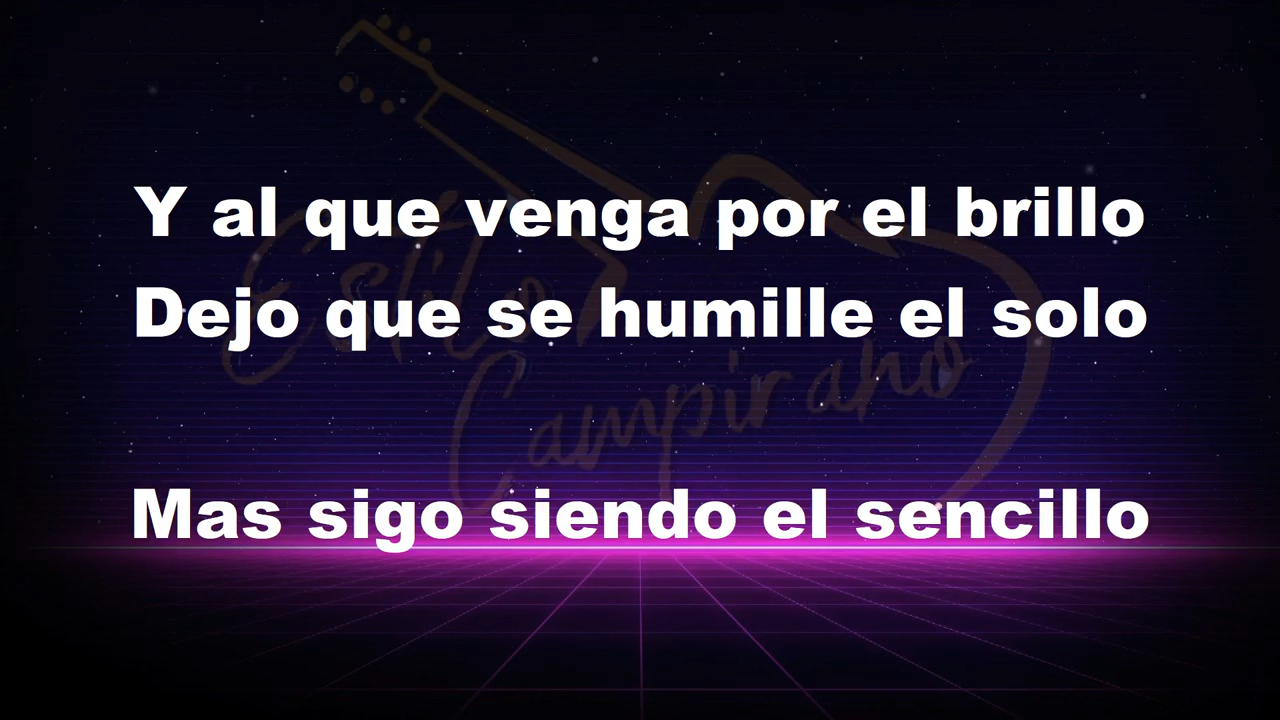 Y al que venga por el brillo
Dejo que se humille el solo
Mas sigo siendo el sencillo
Estilo
Campirano